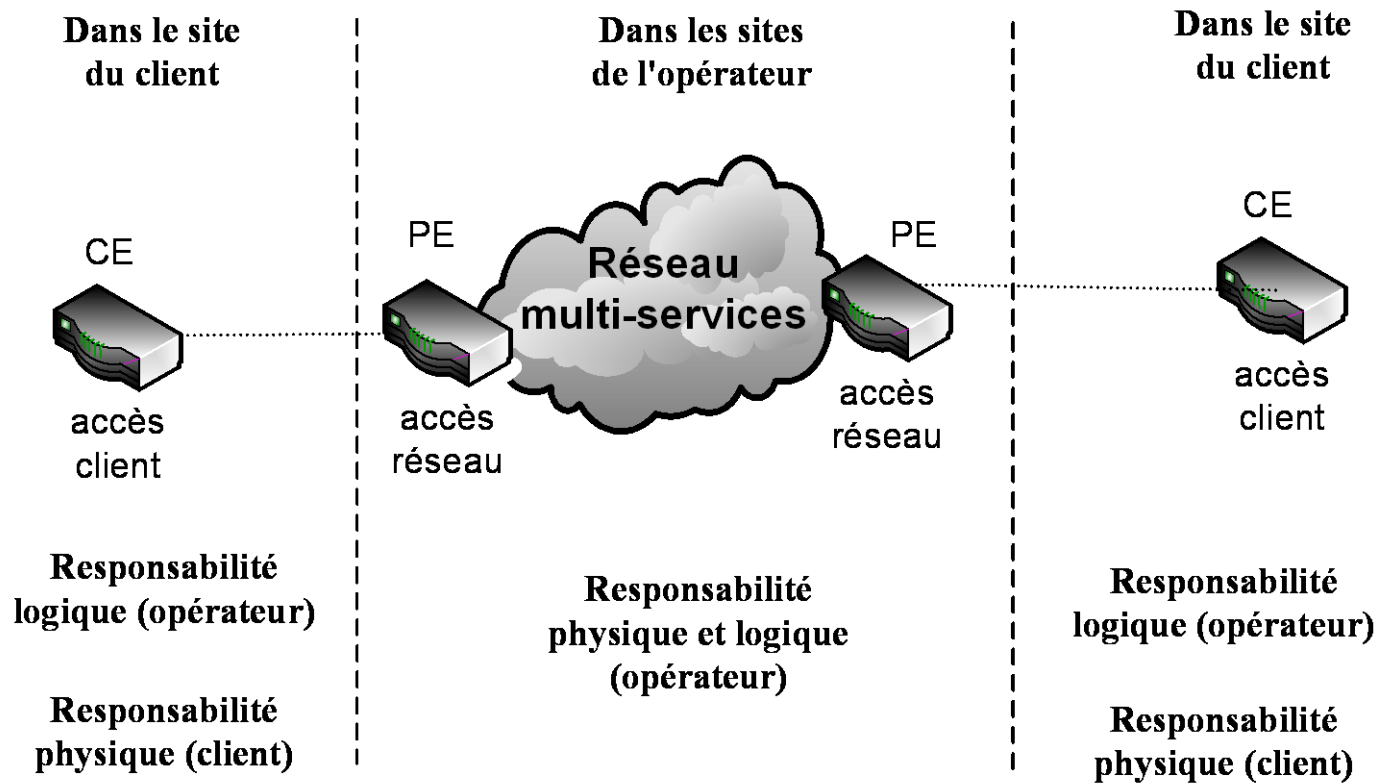 Dans le site
du client
Dans les sites
de l'opérateur
Dans le site
du client
CE
PE
Réseau
multi-services
PE
CE
accès
client
accès
réseau
accès
réseau
accès
client
Responsabilité
logique (opérateur)
Responsabilité
physique (client)
Responsabilité
physique et logique
(opérateur)
Responsabilité
logique (opérateur)
Responsabilité
physique (client)